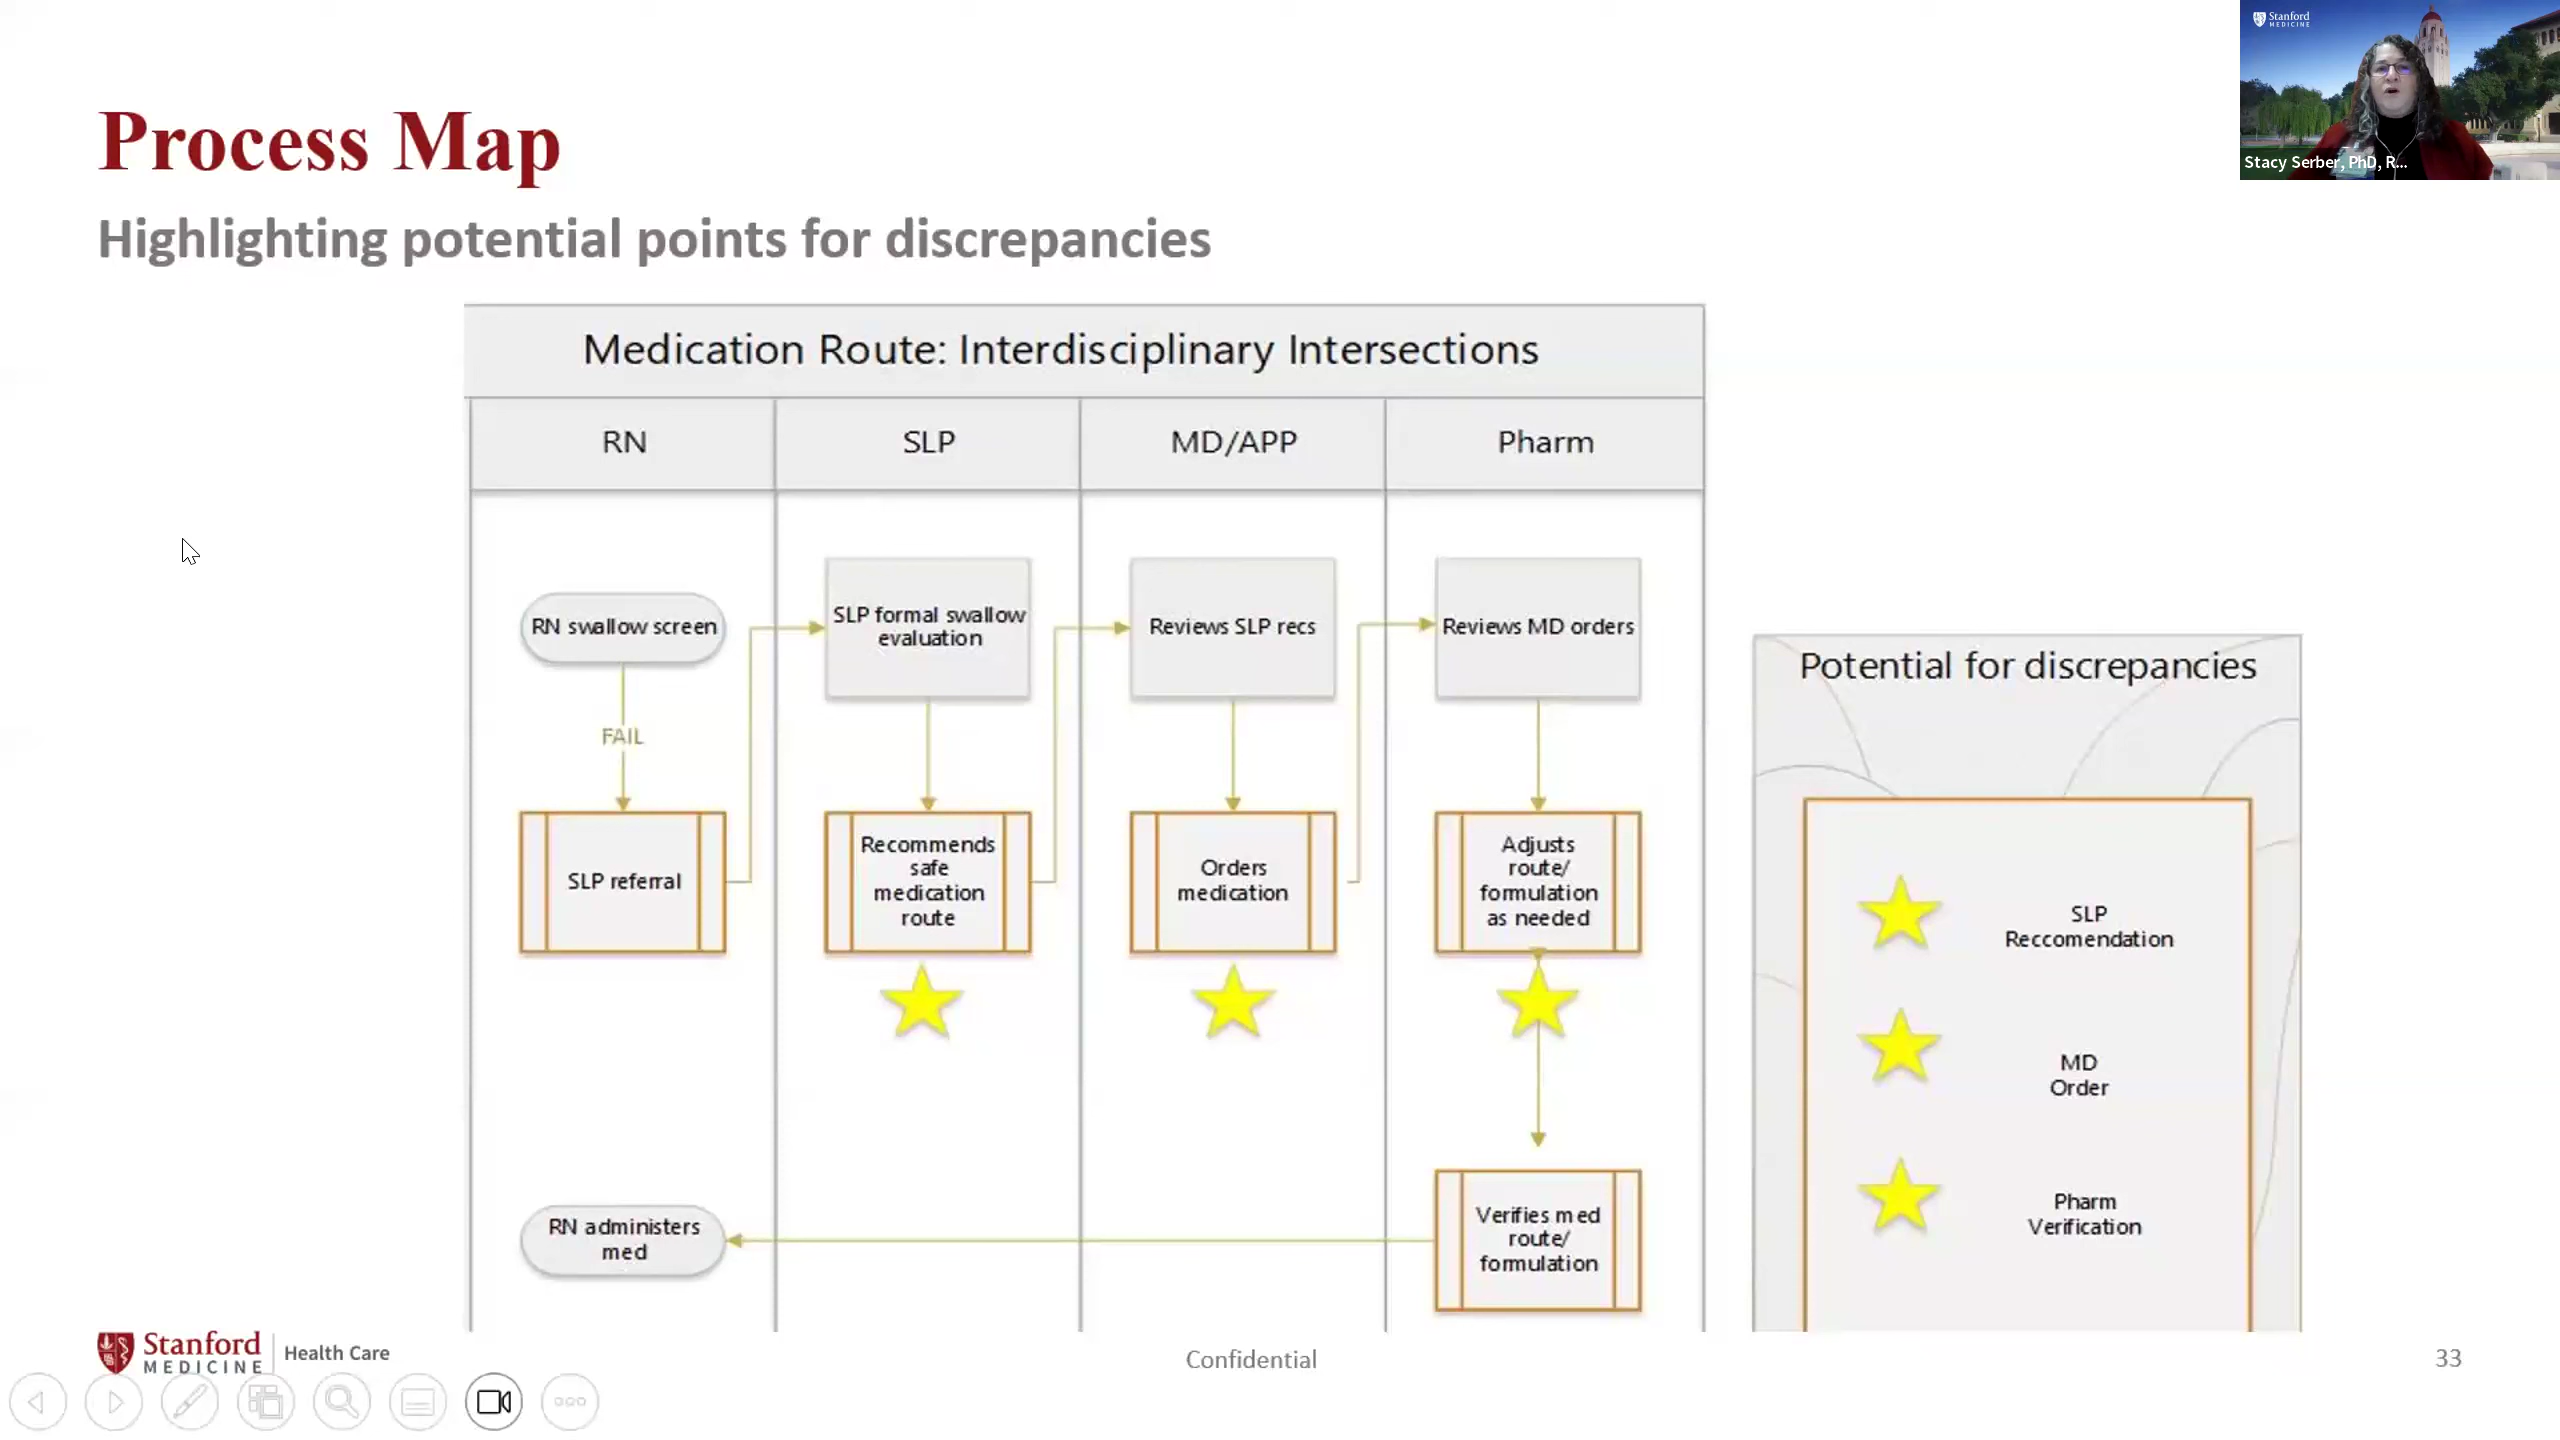 Stanford
MEDICINE
Stacy Serber, PhD, R...
Process Map
Highlighting potential points for discrepancies
Medication Route: Interdisciplinary Intersections
RN
SLP
MD/APP
Pharm
RN swallow screen
SLP formal swallow
evaluation
Reviews SLP recs
Reviews MD orders
FAIL
SLP referral
Recommends
safe
medication
route
Orders
medication
Adjusts
route/
formulation
as needed
RN administers
med
Verifies med
route/
formulation
Potential for discrepancies
SLP
Reccomendation
MD
Order
Pharm
Verification
Stanford
MEDICINE
Health Care
Confidential
33